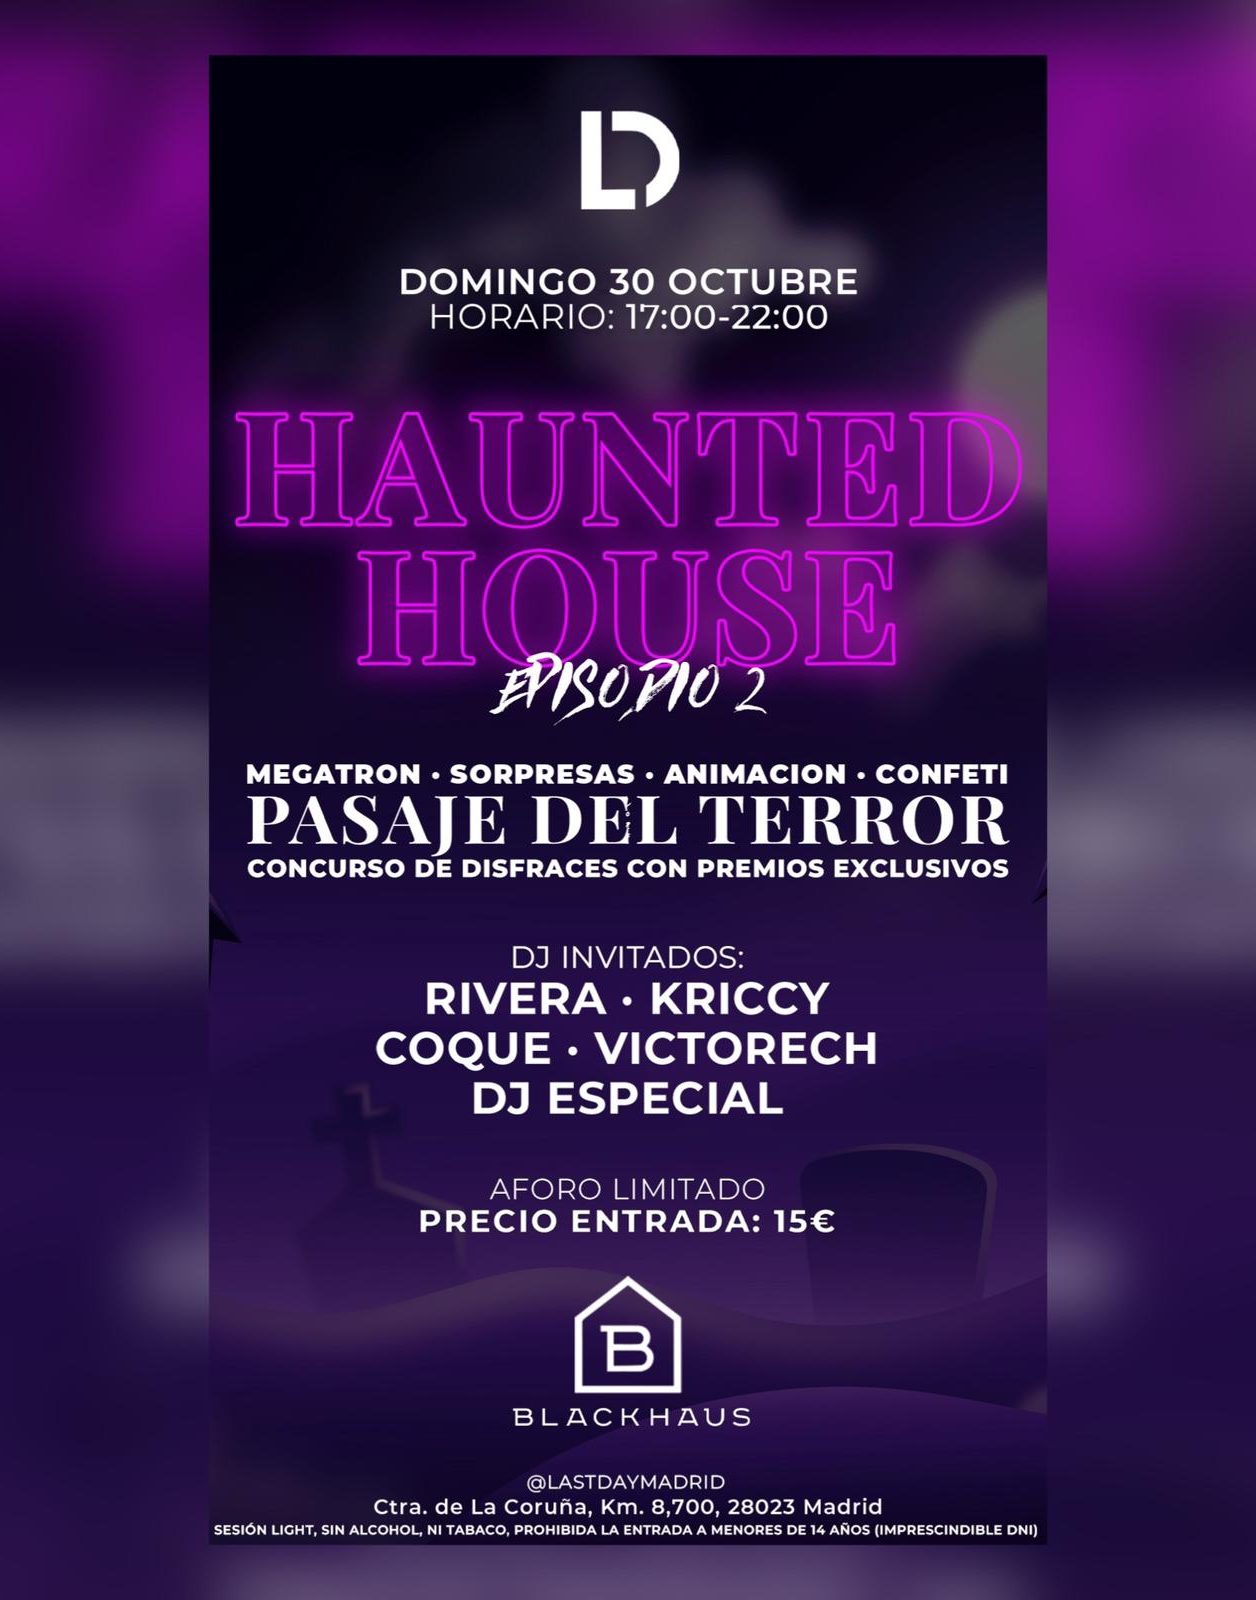 LD
DOMINGO 30 OCTUBRE
HORARIO: 17:00-22:00
HAUNTED
HOUSE
EPISODIO 2
MEGATRON · SORPRESAS · ANIMACION · CONFETI
PASAJE DEL TERROR
CONCURSO DE DISFRACES CON PREMIOS EXCLUSIVOS
DJ INVITADOS:
RIVERA · KRICCY
COQUE · VICTORECH
DJ ESPECIAL
AFORO LIMITADO
PRECIO ENTRADA: 15€
B
BLACKHAUS
@LASTDAYMADRID
Ctra. de La Coruña, Km. 8,700, 28023 Madrid
SESIÓN LIGHT, SIN ALCOHOL, NI TABACO, PROHIBIDA LA ENTRADA A MENORES DE 14 AÑOS (IMPRESCINDIBLE DNI)